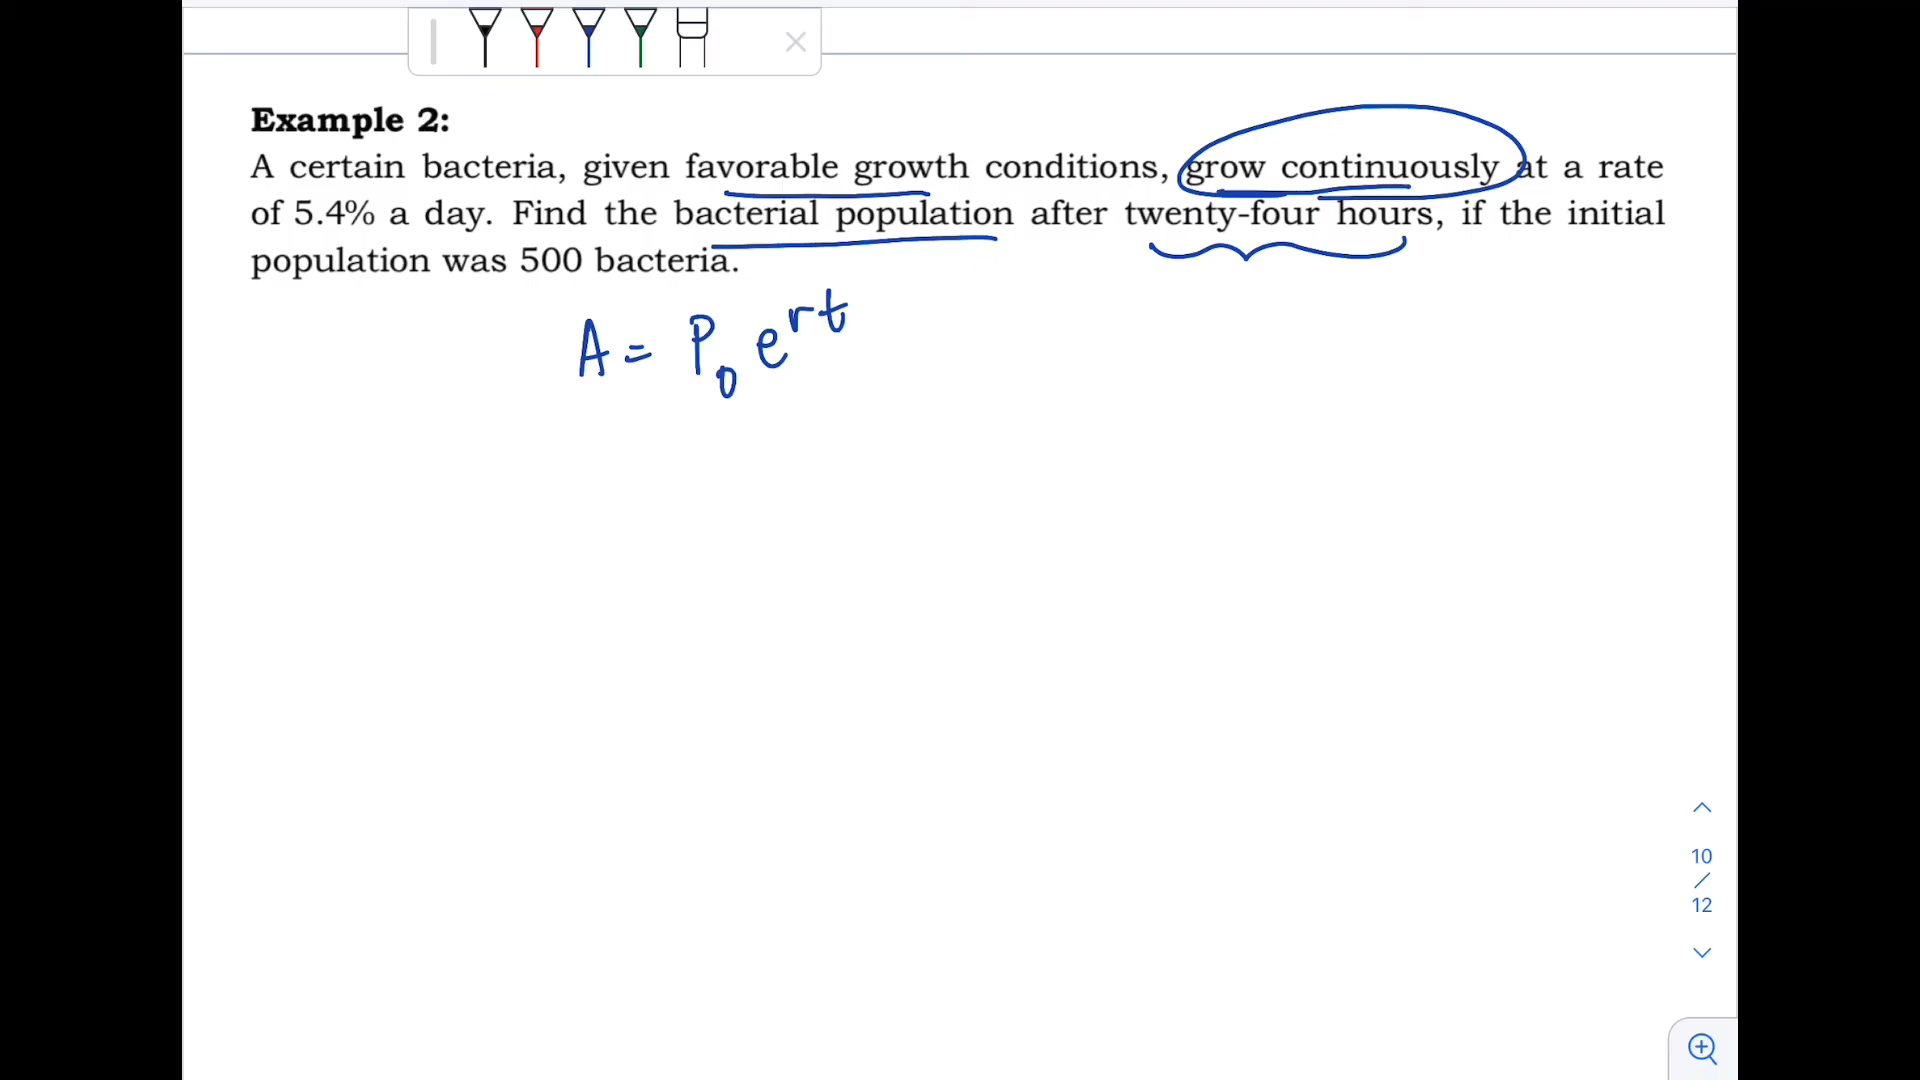 Example 2:
A certain bacteria, given favorable growth conditions, grow continuously at a rate
of 5.4% a day. Find the bacterial population after twenty-four hours, if the initial
population was 500 bacteria.
A = P₀ e^{rt}
10
/
12